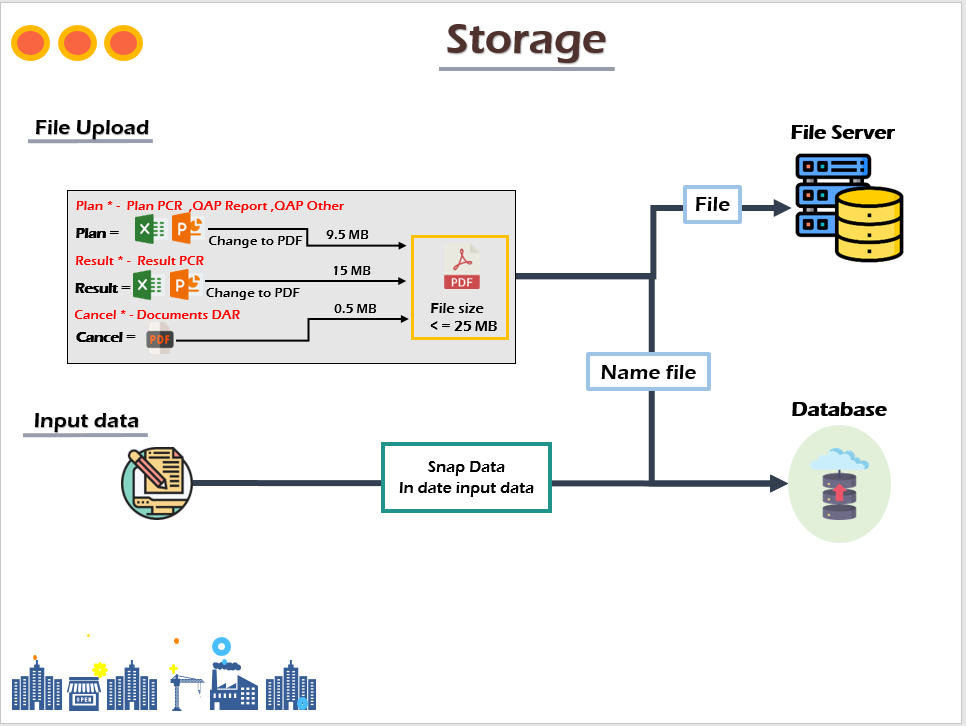 Storage
File Upload
Plan * - Plan PCR ,QAP Report ,QAP Other
Plan =
Change to PDF
9.5 MB
Result * - Result PCR
Result =
Change to PDF
15 MB
Cancel * - Documents DAR
Cancel =
PDF
0.5 MB
PDF
File size
< = 25 MB
File
File Server
Name file
Input data
Snap Data
In date input data
Database
OPEN